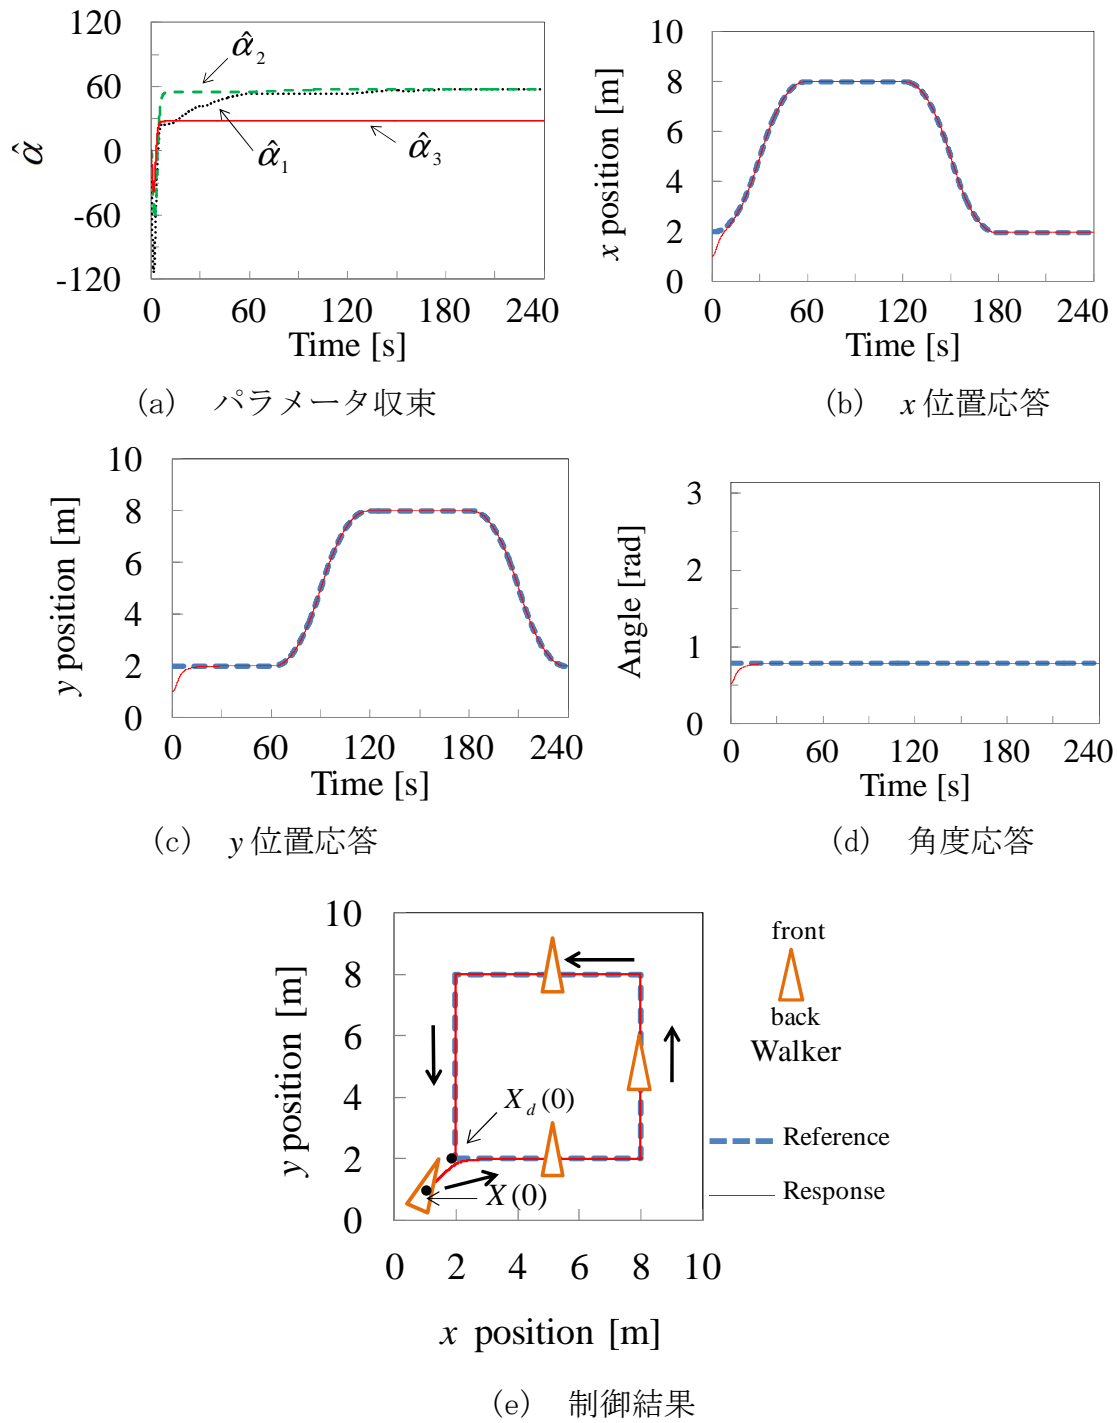 120
60
0
-60
-120
α̂
α̂₂
α̂₁
α̂₃
0 60 120 180 240
Time [s]
(a) パラメータ収束
10
8
6
4
2
0
x position [m]
0 60 120 180 240
Time [s]
(b) x 位置応答
10
8
6
4
2
0
y position [m]
0 60 120 180 240
Time [s]
(c) y 位置応答
3
2
1
0
Angle [rad]
0 60 120 180 240
Time [s]
(d) 角度応答
10
8
6
4
2
0
y position [m]
X_d(0)
X(0)
0 2 4 6 8 10
x position [m]
front
back
Walker
Reference
Response
(e) 制御結果